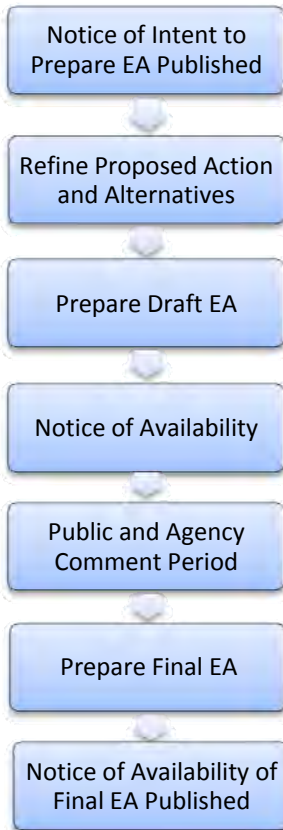 Notice of Intent to
Prepare EA Published
Refine Proposed Action
and Alternatives
Prepare Draft EA
Notice of Availability
Public and Agency
Comment Period
Prepare Final EA
Notice of Availability of
Final EA Published